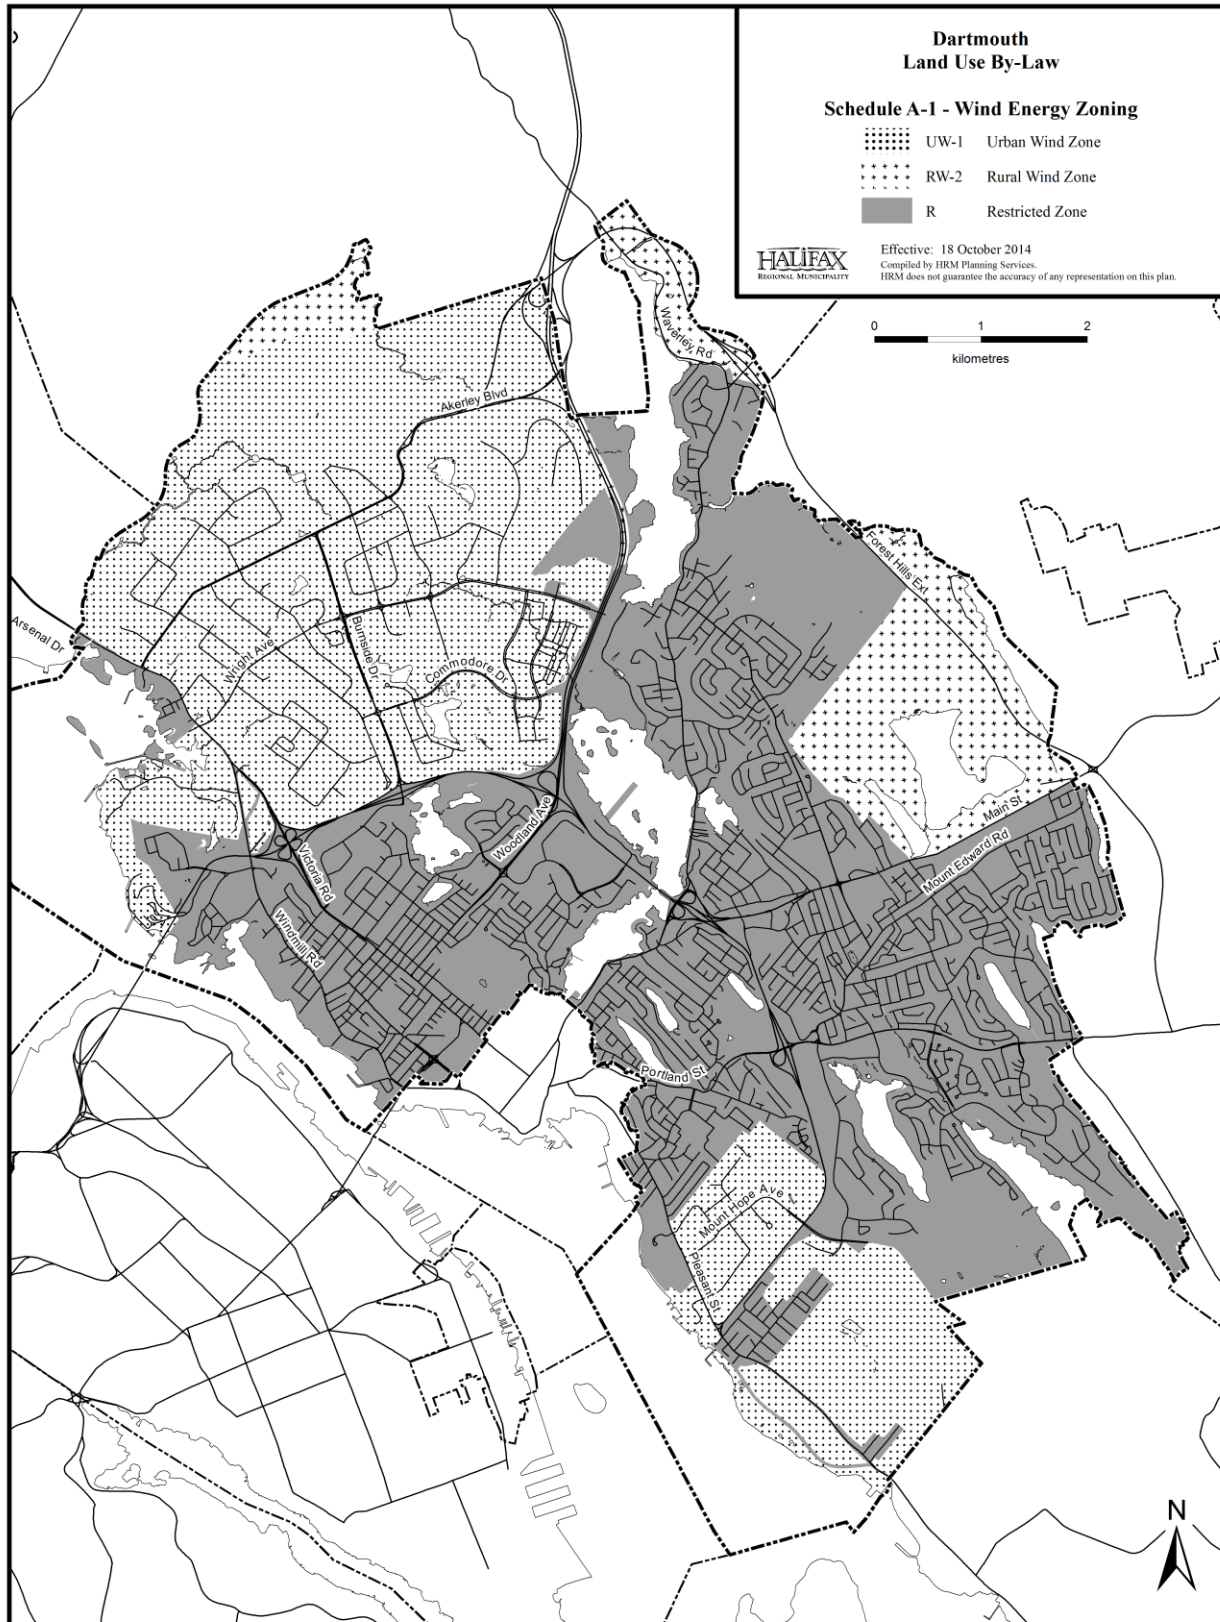 Dartmouth
Land Use By-Law
Schedule A-1 - Wind Energy Zoning
UW-1 Urban Wind Zone
RW-2 Rural Wind Zone
R Restricted Zone
HALIFAX
REGIONAL MUNICIPALITY
Effective: 18 October 2014
Compiled by HRM Planning Services.
HRM does not guarantee the accuracy of any representation on this plan.
0 1 2
kilometres
Waverley Rd
Akerley Blvd
Forest Hills Ext
Arsenal Dr
Burnside Dr
Wright Ave
Commodore Dr
Main St
Mount Edward Rd
Woodland Ave
Victoria Rd
Windmill Rd
Portland St
Mount Hope Ave
Pleasant St
N